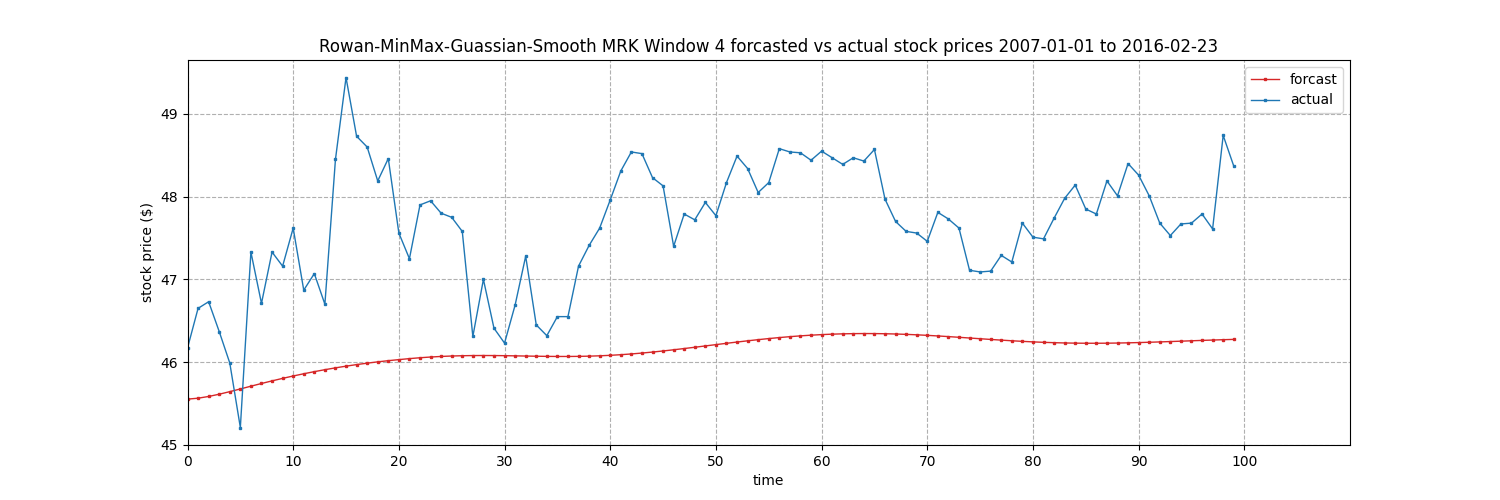 Rowan-MinMax-Guassian-Smooth MRK Window 4 forcasted vs actual stock prices 2007-01-01 to 2016-02-23
forcast
actual
49
48
47
46
45
stock price ($)
0 10 20 30 40 50 60 70 80 90 100
time